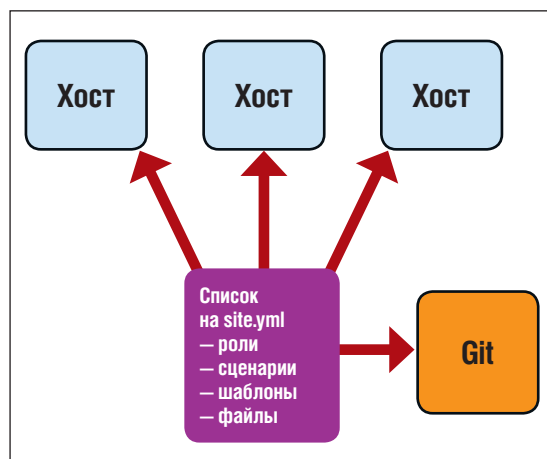 Хост
Хост
Хост
Список
на site.yml
— роли
— сценарии
— шаблоны
— файлы
Git